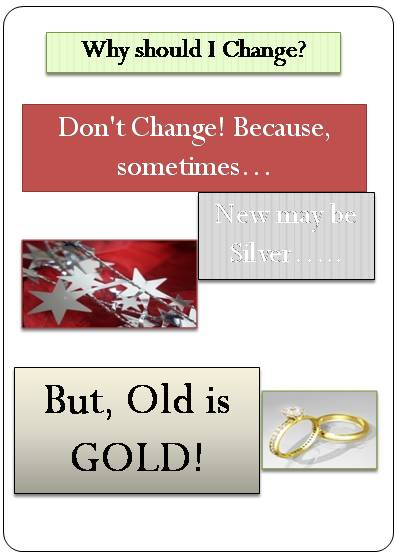 Why should I Change?
Don't Change! Because,
sometimes…
New may be
Silver…..
But, Old is
GOLD!